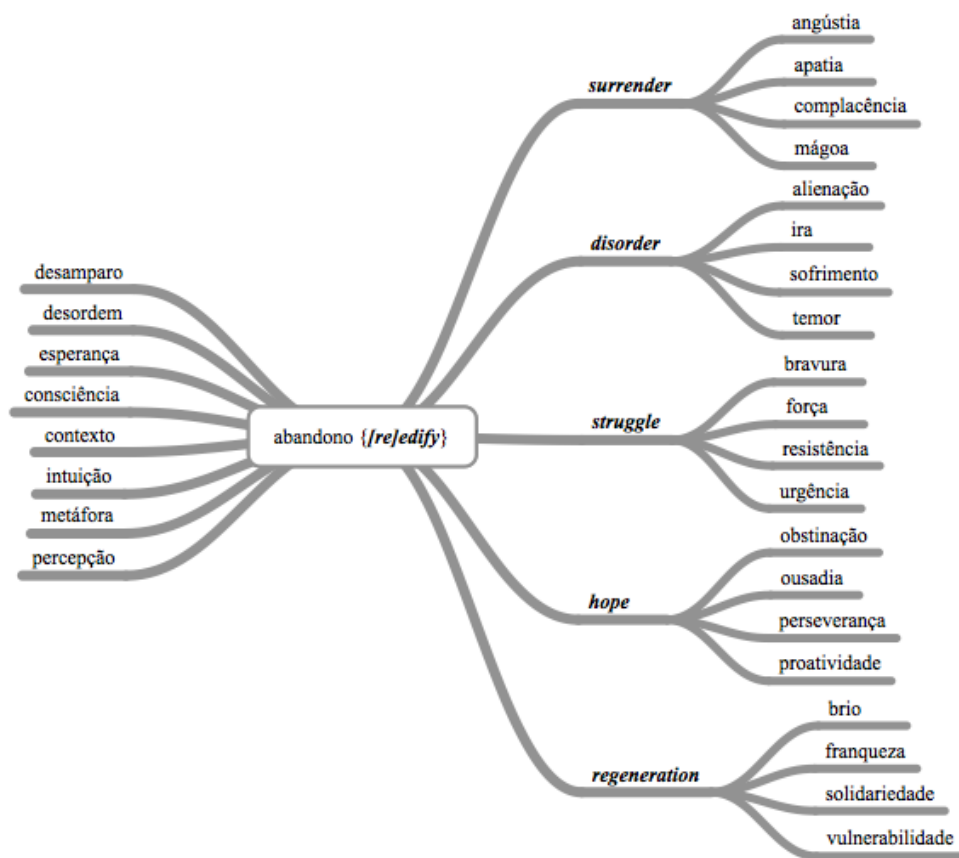 desamparo
desordem
esperança
consciência
contexto
intuição
metáfora
percepção
abandono {[re]edify}
surrender
angústia
apatia
complacência
mágoa
disorder
alienação
ira
sofrimento
temor
struggle
bravura
força
resistência
urgência
hope
obstinação
ousadia
perseverança
proatividade
regeneration
brio
franqueza
solidariedade
vulnerabilidade